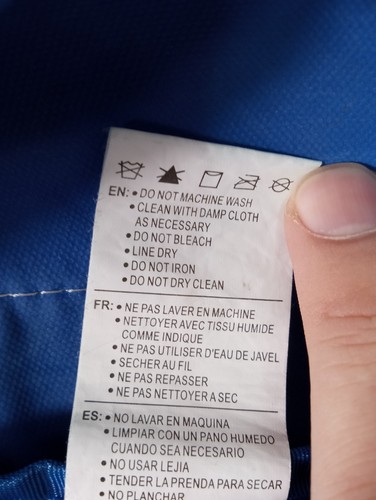 EN: • DO NOT MACHINE WASH
• CLEAN WITH DAMP CLOTH
AS NECESSARY
• DO NOT BLEACH
• LINE DRY
• DO NOT IRON
• DO NOT DRY CLEAN
FR: • NE PAS LAVER EN MACHINE
• NETTOYER AVEC TISSU HUMIDE
COMME INDIQUE
• NE PAS UTILISER D'EAU DE JAVEL
• SECHER AU FIL
• NE PAS REPASSER
• NE PAS NETTOYER A SEC
ES: • NO LAVAR EN MAQUINA
• LIMPIAR CON UN PANO HUMEDO
CUANDO SEA NECESARIO
• NO USAR LEJIA
• TENDER LA PRENDA PARA SECAR
• NO PLANCHAR